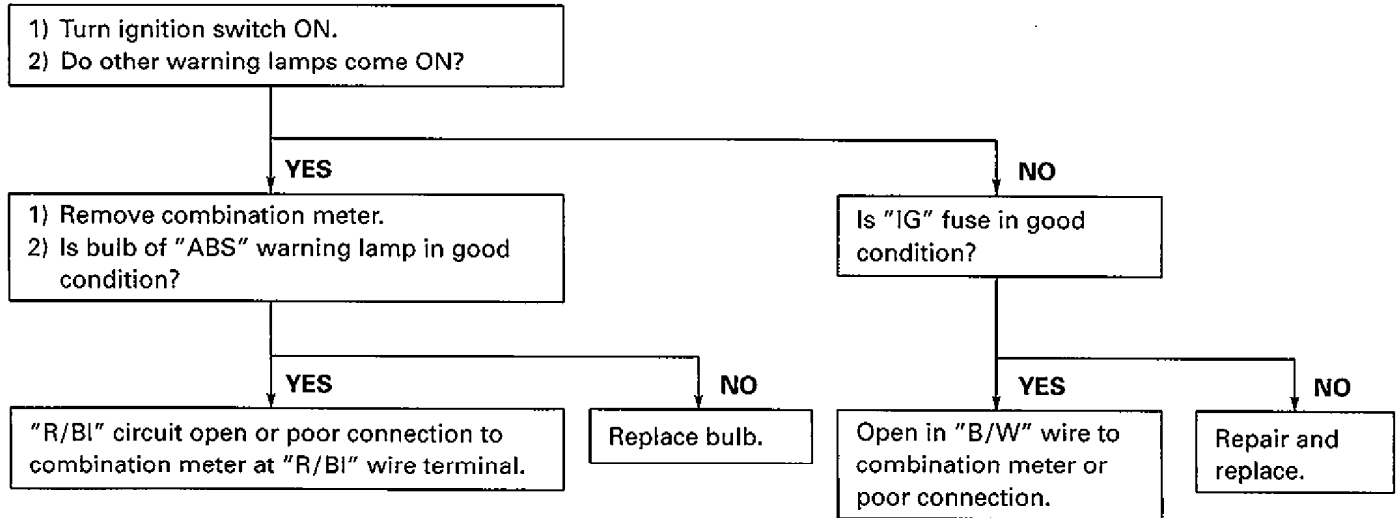 1) Turn ignition switch ON.
2) Do other warning lamps come ON?
YES
NO
1) Remove combination meter.
2) Is bulb of "ABS" warning lamp in good
condition?
Is "IG" fuse in good
condition?
YES
NO
YES
NO
"R/Bl" circuit open or poor connection to
combination meter at "R/Bl" wire terminal.
Replace bulb.
Open in "B/W" wire to
combination meter or
poor connection.
Repair and
replace.